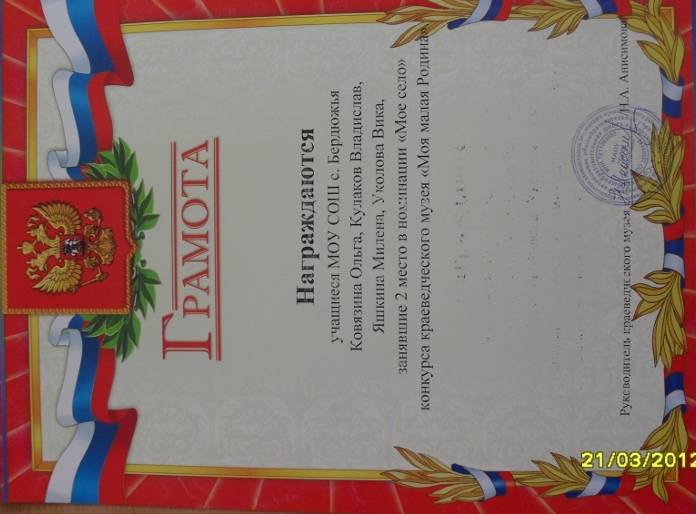 ГРАМОТА
Награждаются
учащиеся МОУ СОШ с. Бердюжья
Ковязина Ольга, Кулаков Владислав,
Яшкина Милена, Уколова Вика,
занявшие 2 место в номинации «Мое село»
конкурса краеведческого музея «Моя малая Родина»
Руководитель краеведческого музея /Н.А. Анисимова/
21/03/2012